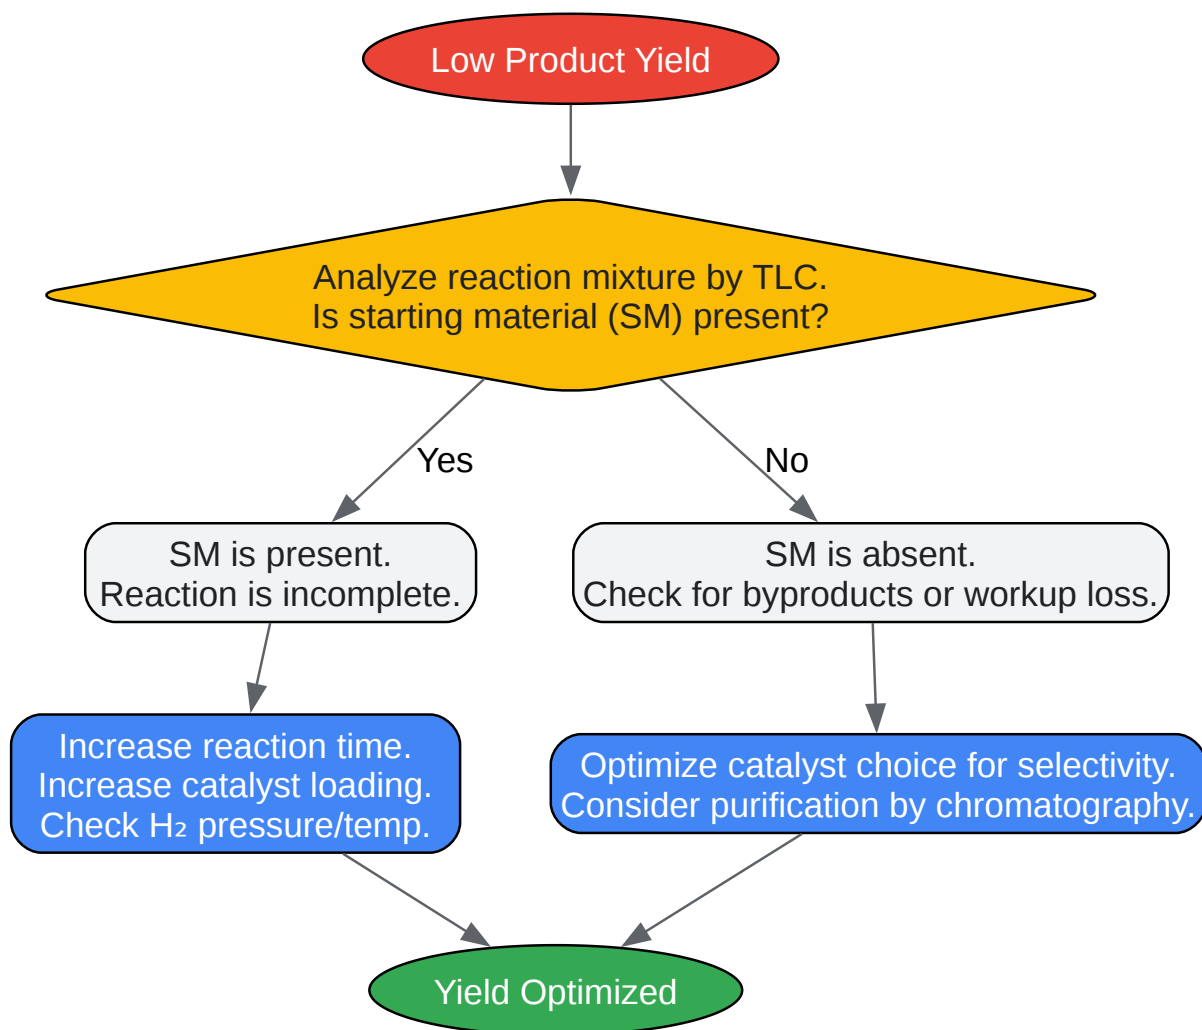 Low Product Yield
Analyze reaction mixture by TLC.
Is starting material (SM) present?
Yes
No
SM is present.
Reaction is incomplete.
SM is absent.
Check for byproducts or workup loss.
Increase reaction time.
Increase catalyst loading.
Check H₂ pressure/temp.
Optimize catalyst choice for selectivity.
Consider purification by chromatography.
Yield Optimized